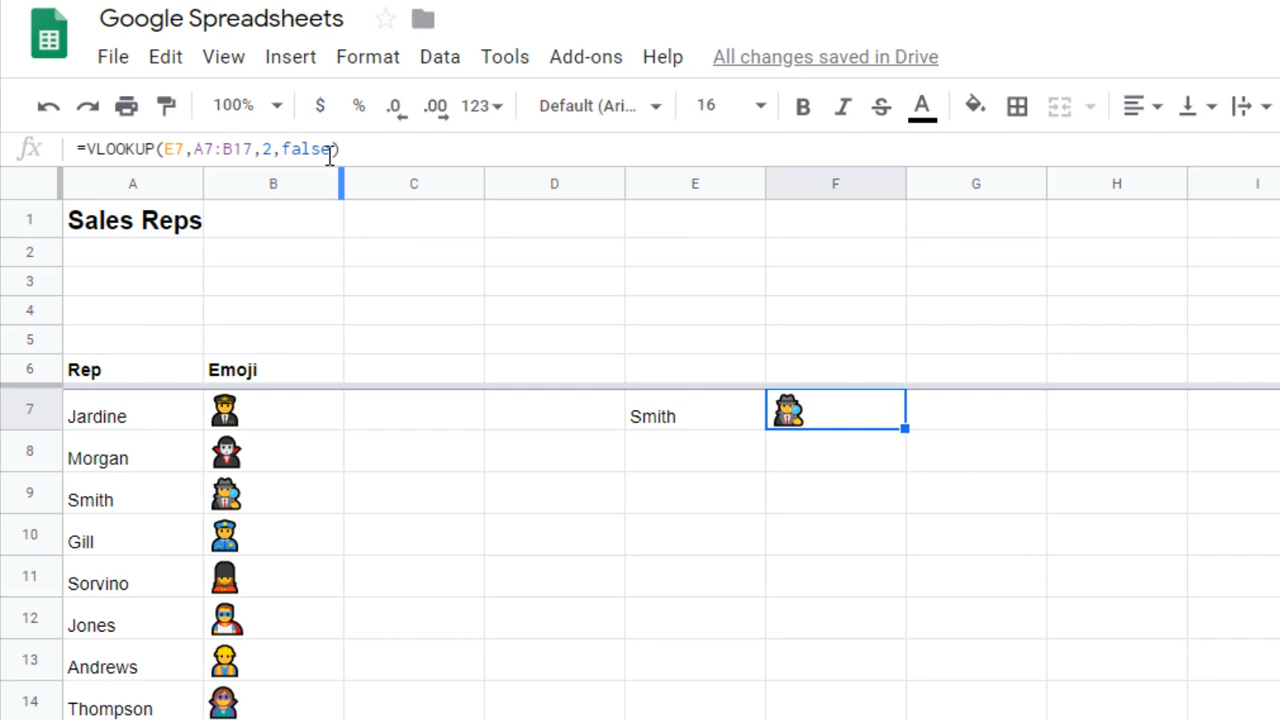 Google Spreadsheets
File Edit View Insert Format Data Tools Add-ons Help All changes saved in Drive
100% $ % .0 .00 123 Default (Ari... 16 B I S A
fx =VLOOKUP(E7,A7:B17,2,false)
A B C D E F G H I
1 Sales Reps
2
3
4
5
6 Rep Emoji
7 Jardine Smith
8 Morgan
9 Smith
10 Gill
11 Sorvino
12 Jones
13 Andrews
14 Thompson